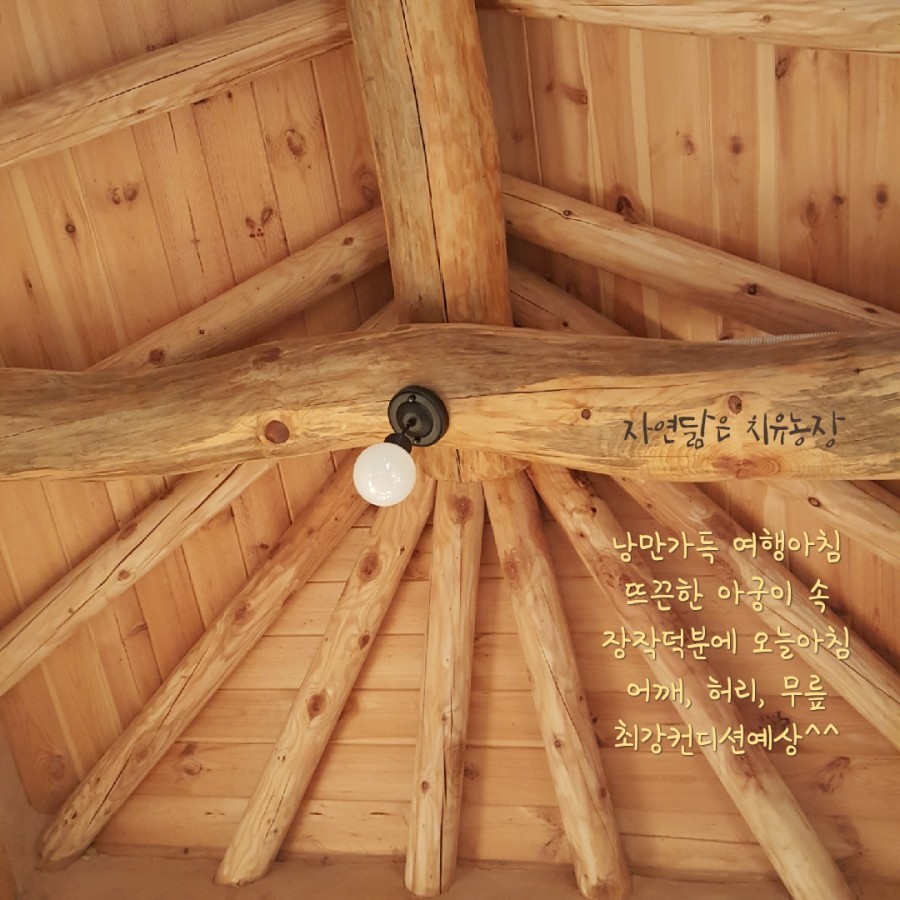 자연닮은 치유농장
낭만가득 여행아침
뜨끈한 아궁이 속
장작덕분에 오늘아침
어깨, 허리, 무릎
최강컨디션예상^^